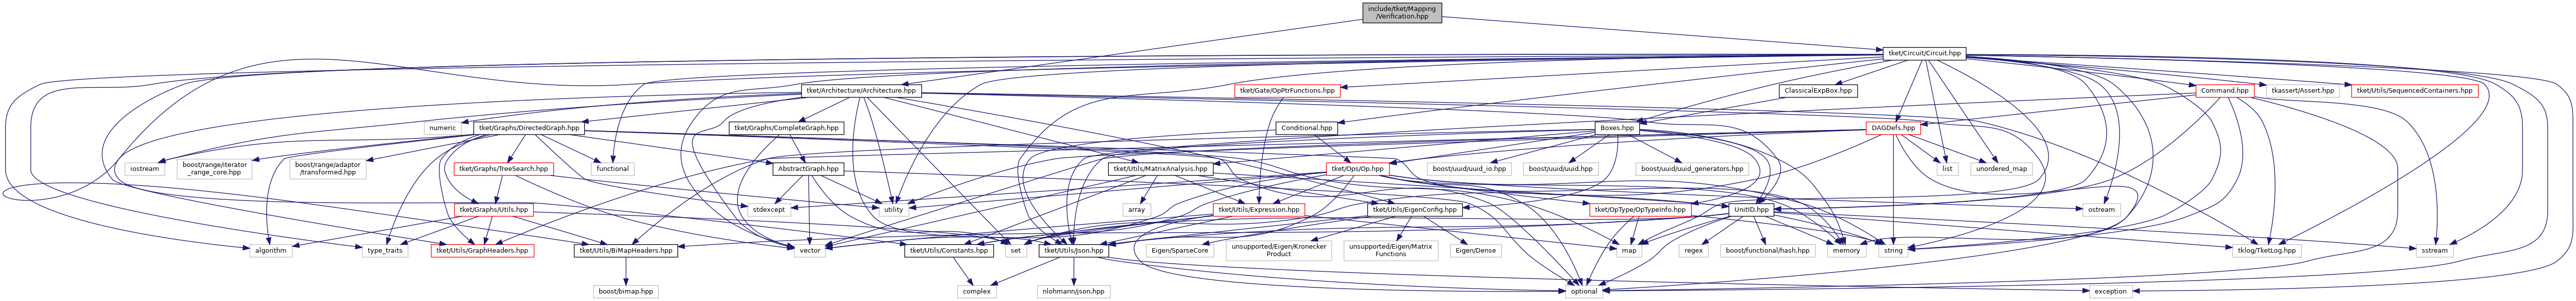 include/tket/Mapping
/Verification.hpp
tket/Circuit/Circuit.hpp
tket/Architecture/Architecture.hpp
tket/Gate/OpPtrFunctions.hpp
ClassicalExpBox.hpp
Command.hpp
tkassert/Assert.hpp
tket/Utils/SequencedContainers.hpp
numeric
tket/Graphs/DirectedGraph.hpp
tket/Graphs/CompleteGraph.hpp
Conditional.hpp
Boxes.hpp
DAGDefs.hpp
iostream
boost/range/iterator
_range_core.hpp
boost/range/adaptor
/transformed.hpp
tket/Graphs/TreeSearch.hpp
functional
AbstractGraph.hpp
tket/Utils/MatrixAnalysis.hpp
tket/Ops/Op.hpp
boost/uuid/uuid_io.hpp
boost/uuid/uuid.hpp
boost/uuid/uuid_generators.hpp
list
unordered_map
tket/Graphs/Utils.hpp
stdexcept
utility
array
tket/Utils/Expression.hpp
tket/Utils/EigenConfig.hpp
tket/OpType/OpTypeInfo.hpp
UnitID.hpp
ostream
algorithm
type_traits
tket/Utils/GraphHeaders.hpp
tket/Utils/BiMapHeaders.hpp
vector
tket/Utils/Constants.hpp
set
tket/Utils/Json.hpp
Eigen/SparseCore
unsupported/Eigen/Kronecker
Product
unsupported/Eigen/Matrix
Functions
Eigen/Dense
map
regex
boost/functional/hash.hpp
memory
string
tklog/TketLog.hpp
sstream
boost/bimap.hpp
complex
nlohmann/json.hpp
optional
exception